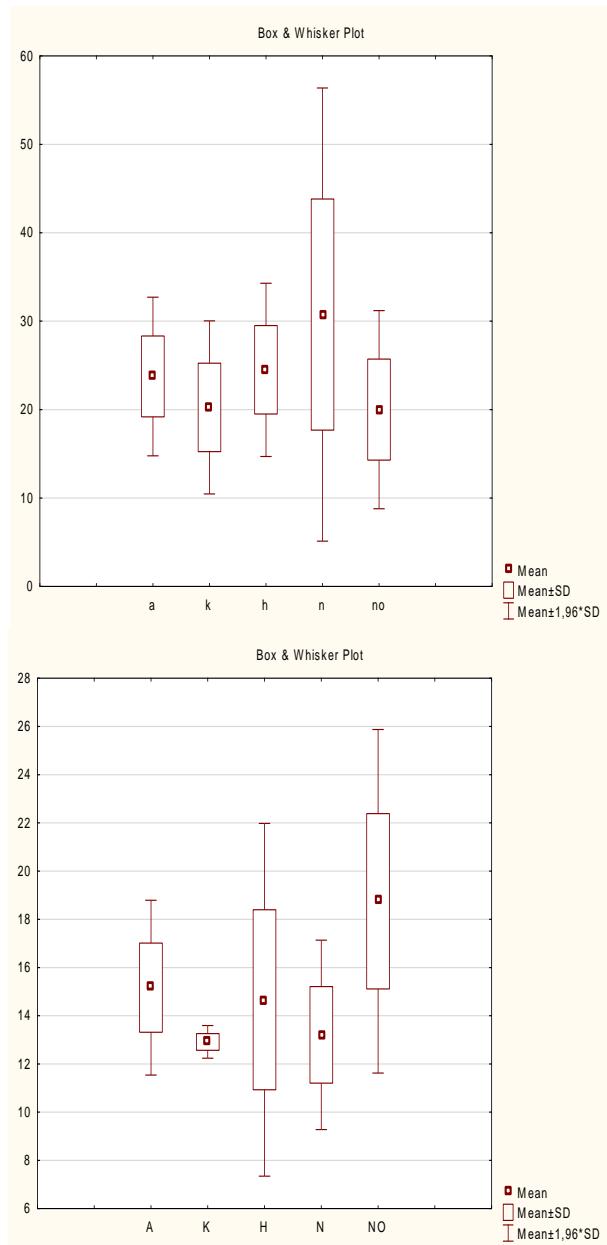 Box & Whisker Plot
60
50
40
30
20
10
0
a k h n no
Mean
Mean±SD
Mean±1,96*SD
Box & Whisker Plot
28
26
24
22
20
18
16
14
12
10
8
6
A K H N NO
Mean
Mean±SD
Mean±1,96*SD